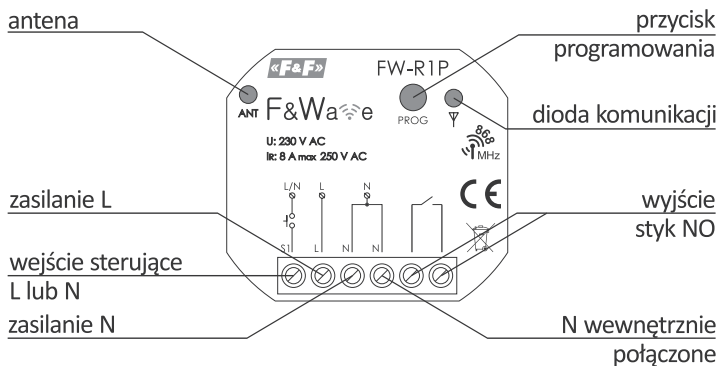 antena
przycisk
programowania
«F&F»
FW-R1P
ANT
F&Wave
PROG
dioda komunikacji
U: 230 V AC
IR: 8 A max 250 V AC
868
MHz
CE
L/N
L
N
zasilanie L
wyjście
styk NO
S1
L
N
N
wejście sterujące
L lub N
zasilanie N
N wewnętrznie
połączone